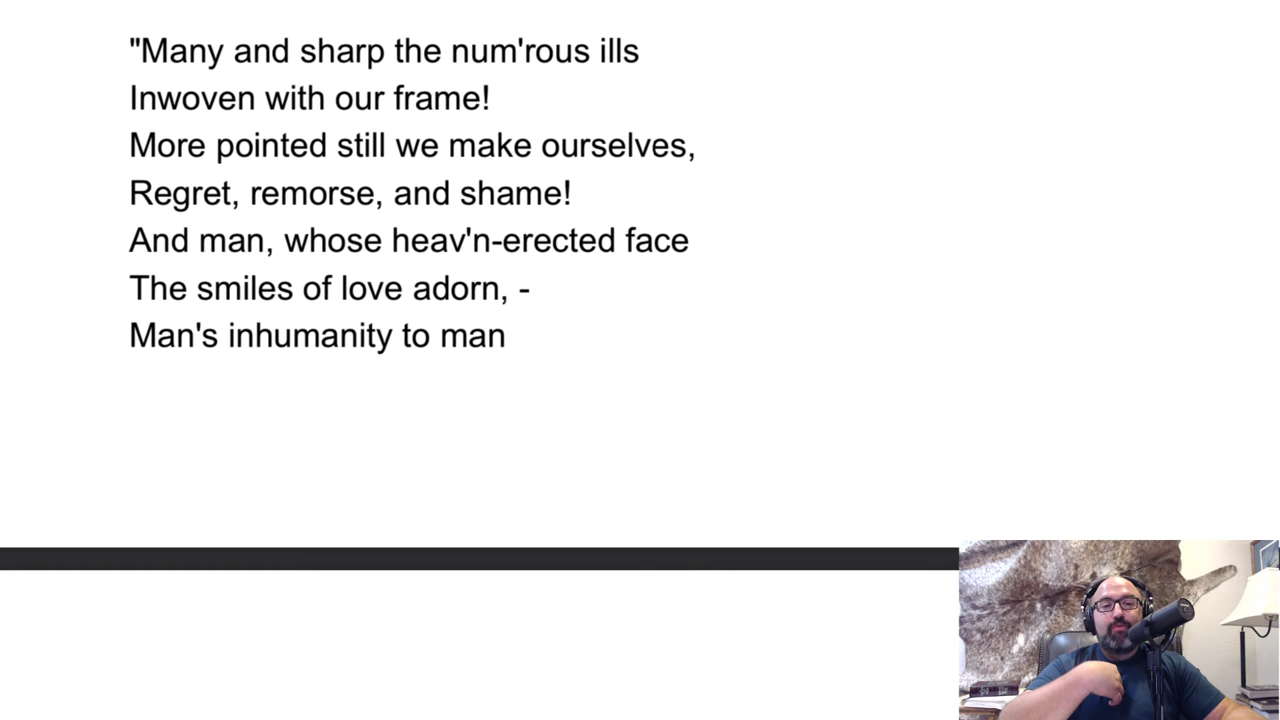 "Many and sharp the num'rous ills
Inwoven with our frame!
More pointed still we make ourselves,
Regret, remorse, and shame!
And man, whose heav'n-erected face
The smiles of love adorn, -
Man's inhumanity to man